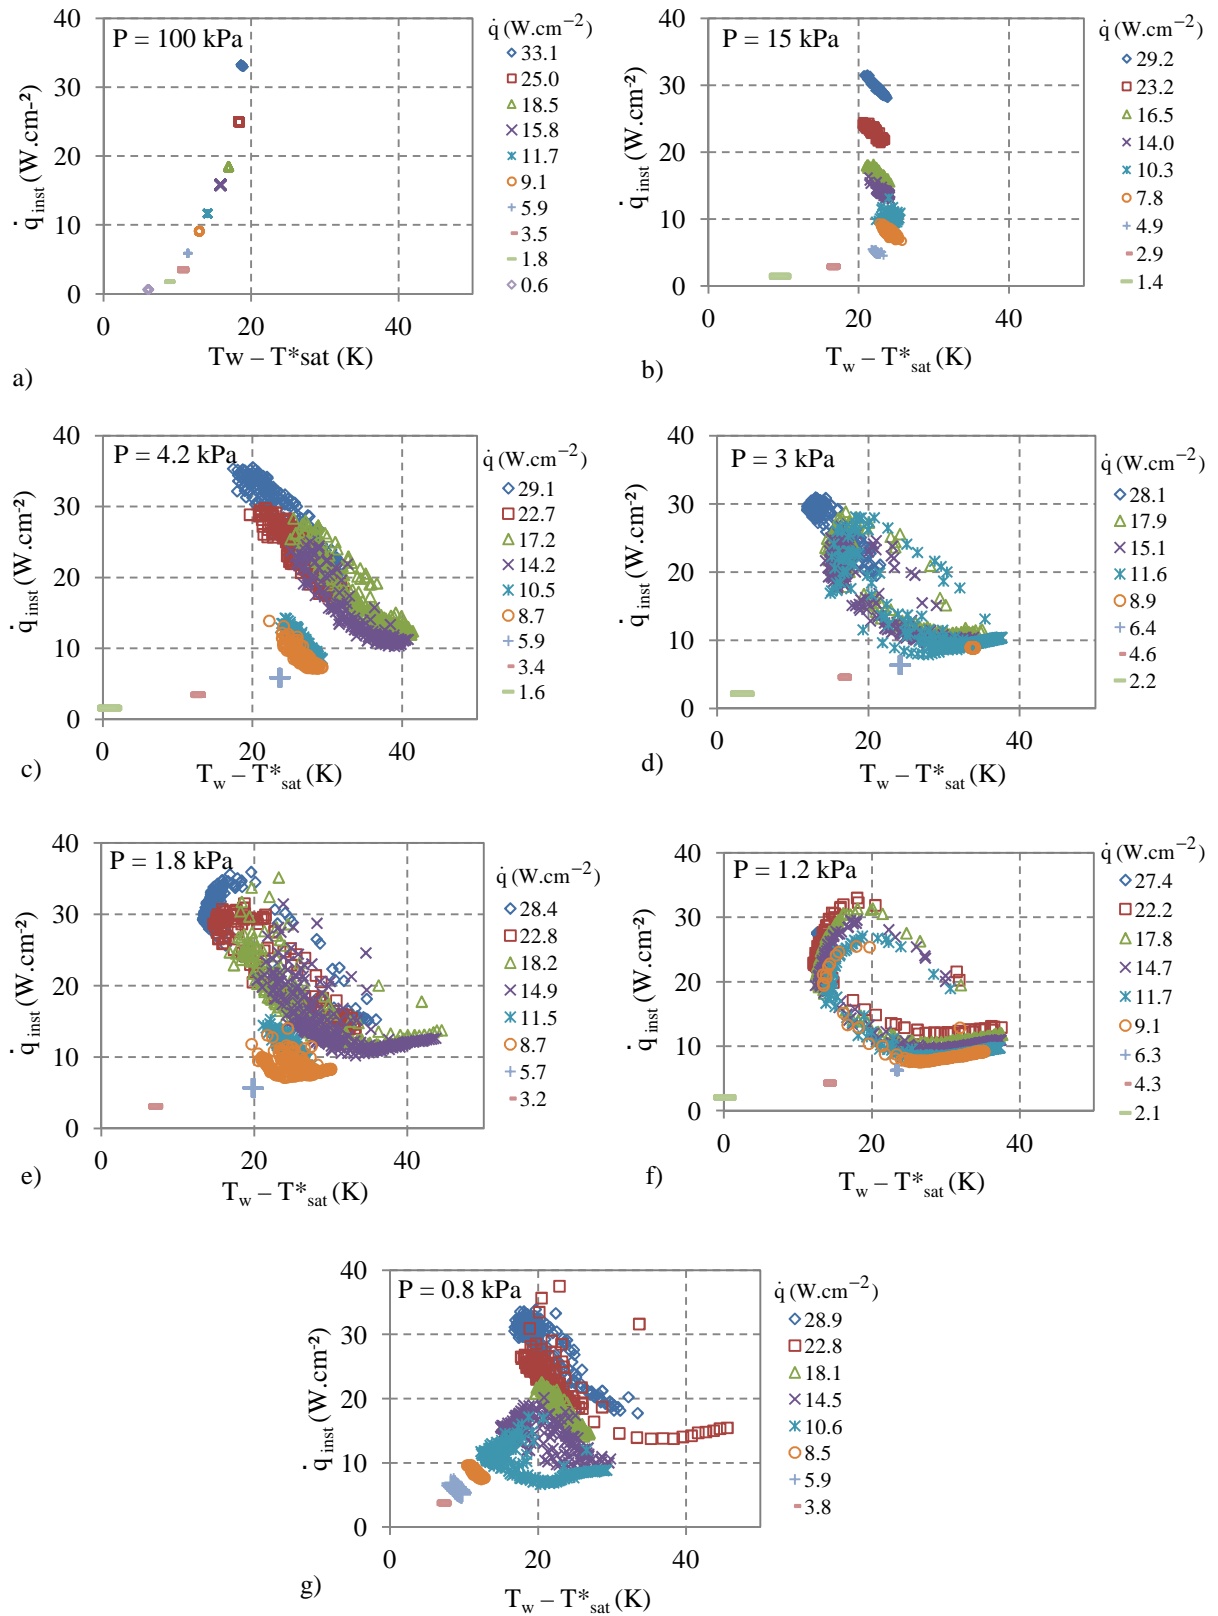 P = 100 kPa
q̇ (W.cm⁻²)
33.1
25.0
18.5
15.8
11.7
9.1
5.9
3.5
1.8
0.6
40
30
20
10
0
q̇ inst (W.cm-²)
0 20 40
Tw – T*sat (K)
a)
P = 15 kPa
q̇ (W.cm⁻²)
29.2
23.2
16.5
14.0
10.3
7.8
4.9
2.9
1.4
40
30
20
10
0
q̇ inst (W.cm-²)
0 20 40
Tw – T*sat (K)
b)
P = 4.2 kPa
q̇ (W.cm⁻²)
29.1
22.7
17.2
14.2
10.5
8.7
5.9
3.4
1.6
40
30
20
10
0
q̇ inst (W.cm-²)
0 20 40
Tw – T*sat (K)
c)
P = 3 kPa
q̇ (W.cm⁻²)
28.1
17.9
15.1
11.6
8.9
6.4
4.6
2.2
40
30
20
10
0
q̇ inst (W.cm-²)
0 20 40
Tw – T*sat (K)
d)
P = 1.8 kPa
q̇ (W.cm⁻²)
28.4
22.8
18.2
14.9
11.5
8.7
5.7
3.2
40
30
20
10
0
q̇ inst (W.cm-²)
0 20 40
Tw – T*sat (K)
e)
P = 1.2 kPa
q̇ (W.cm⁻²)
27.4
22.2
17.8
14.7
11.7
9.1
6.3
4.3
2.1
40
30
20
10
0
q̇ inst (W.cm-²)
0 20 40
Tw – T*sat (K)
f)
P = 0.8 kPa
q̇ (W.cm⁻²)
28.9
22.8
18.1
14.5
10.6
8.5
5.9
3.8
40
30
20
10
0
q̇ inst (W.cm-²)
0 20 40
Tw – T*sat (K)
g)